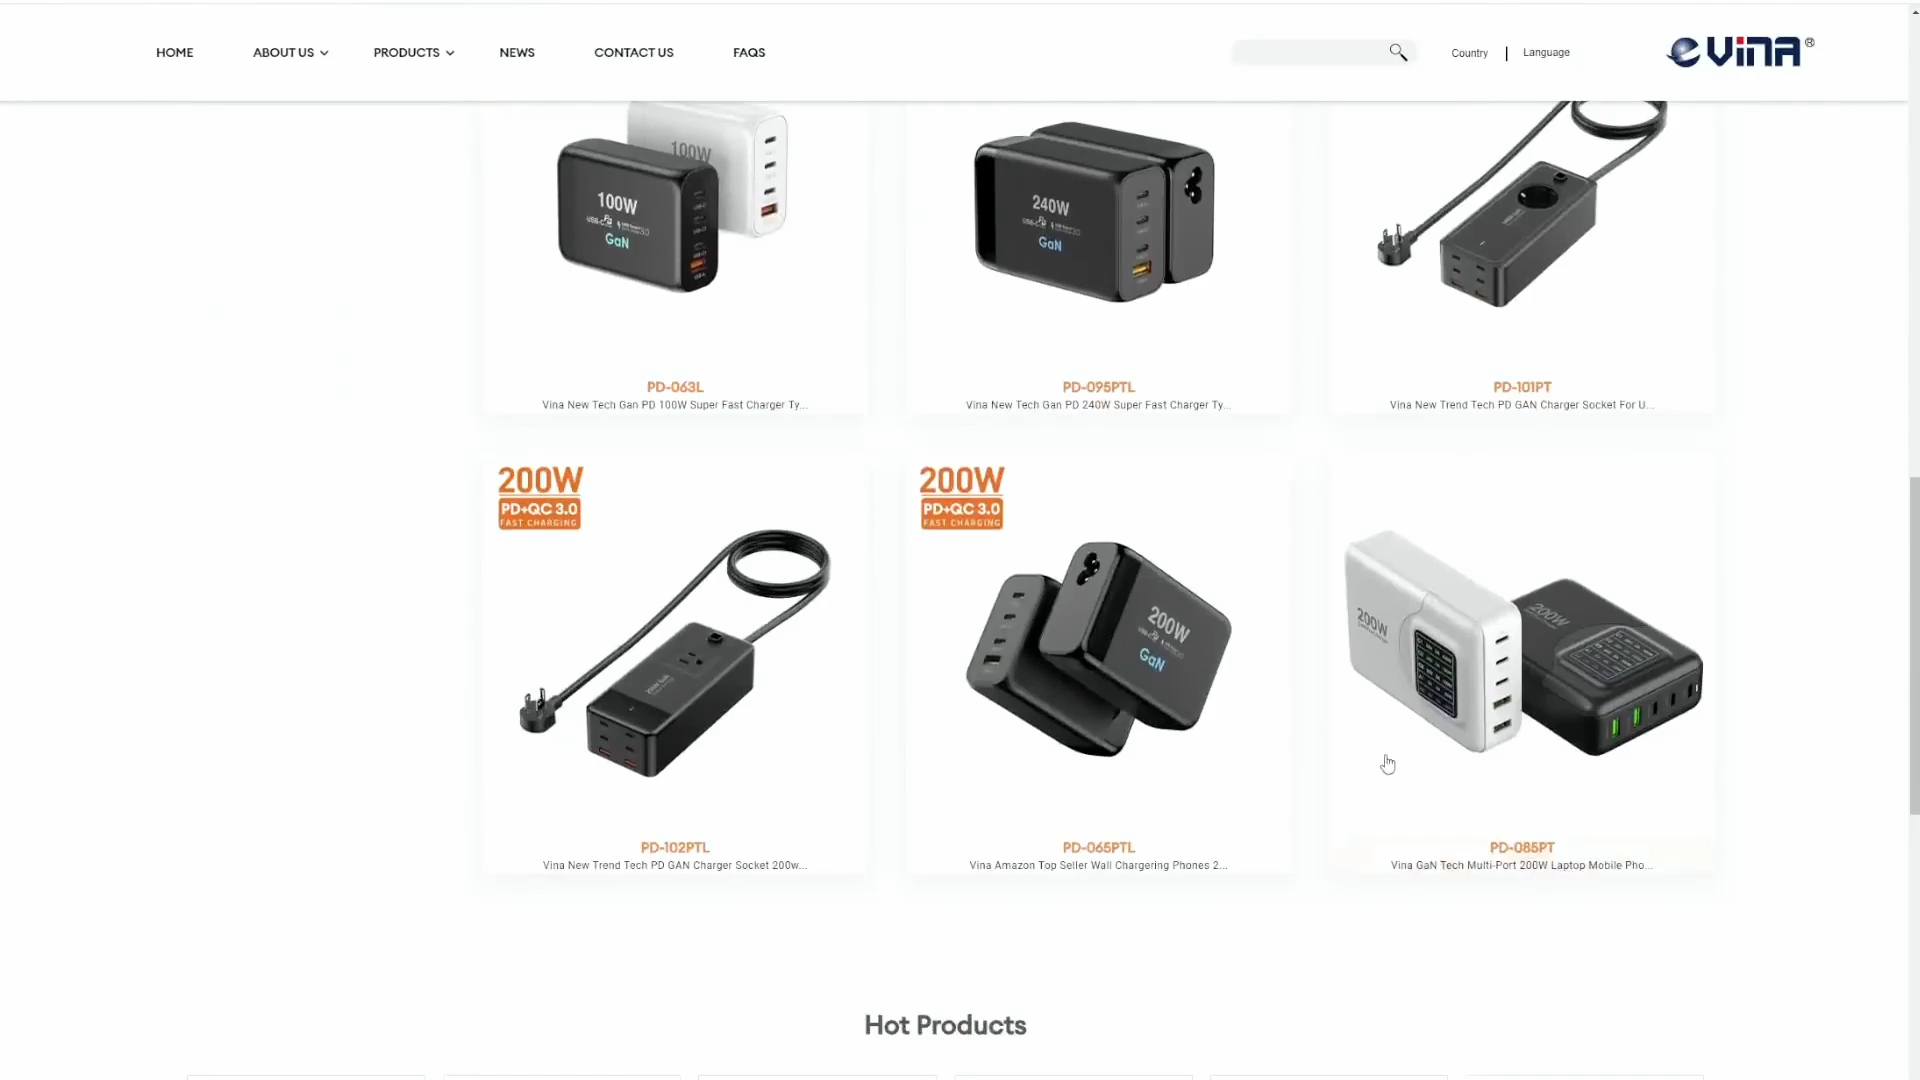 HOME
ABOUT US
PRODUCTS
NEWS
CONTACT US
FAQS
Country | Language
eVINA®
100W
100W
GaN
240W
GaN
PD-063L
Vina New Tech Gan PD 100W Super Fast Charger Ty...
PD-095PTL
Vina New Tech Gan PD 240W Super Fast Charger Ty...
PD-101PT
Vina New Trend Tech PD GAN Charger Socket For U...
200W
PD+QC 3.0
FAST CHARGING
200W
PD+QC 3.0
FAST CHARGING
200W
GaN
200W
200W
PD-102PTL
Vina New Trend Tech PD GAN Charger Socket 200w...
PD-065PTL
Vina Amazon Top Seller Wall Chargering Phones 2...
PD-085PT
Vina GaN Tech Multi-Port 200W Laptop Mobile Pho...
Hot Products